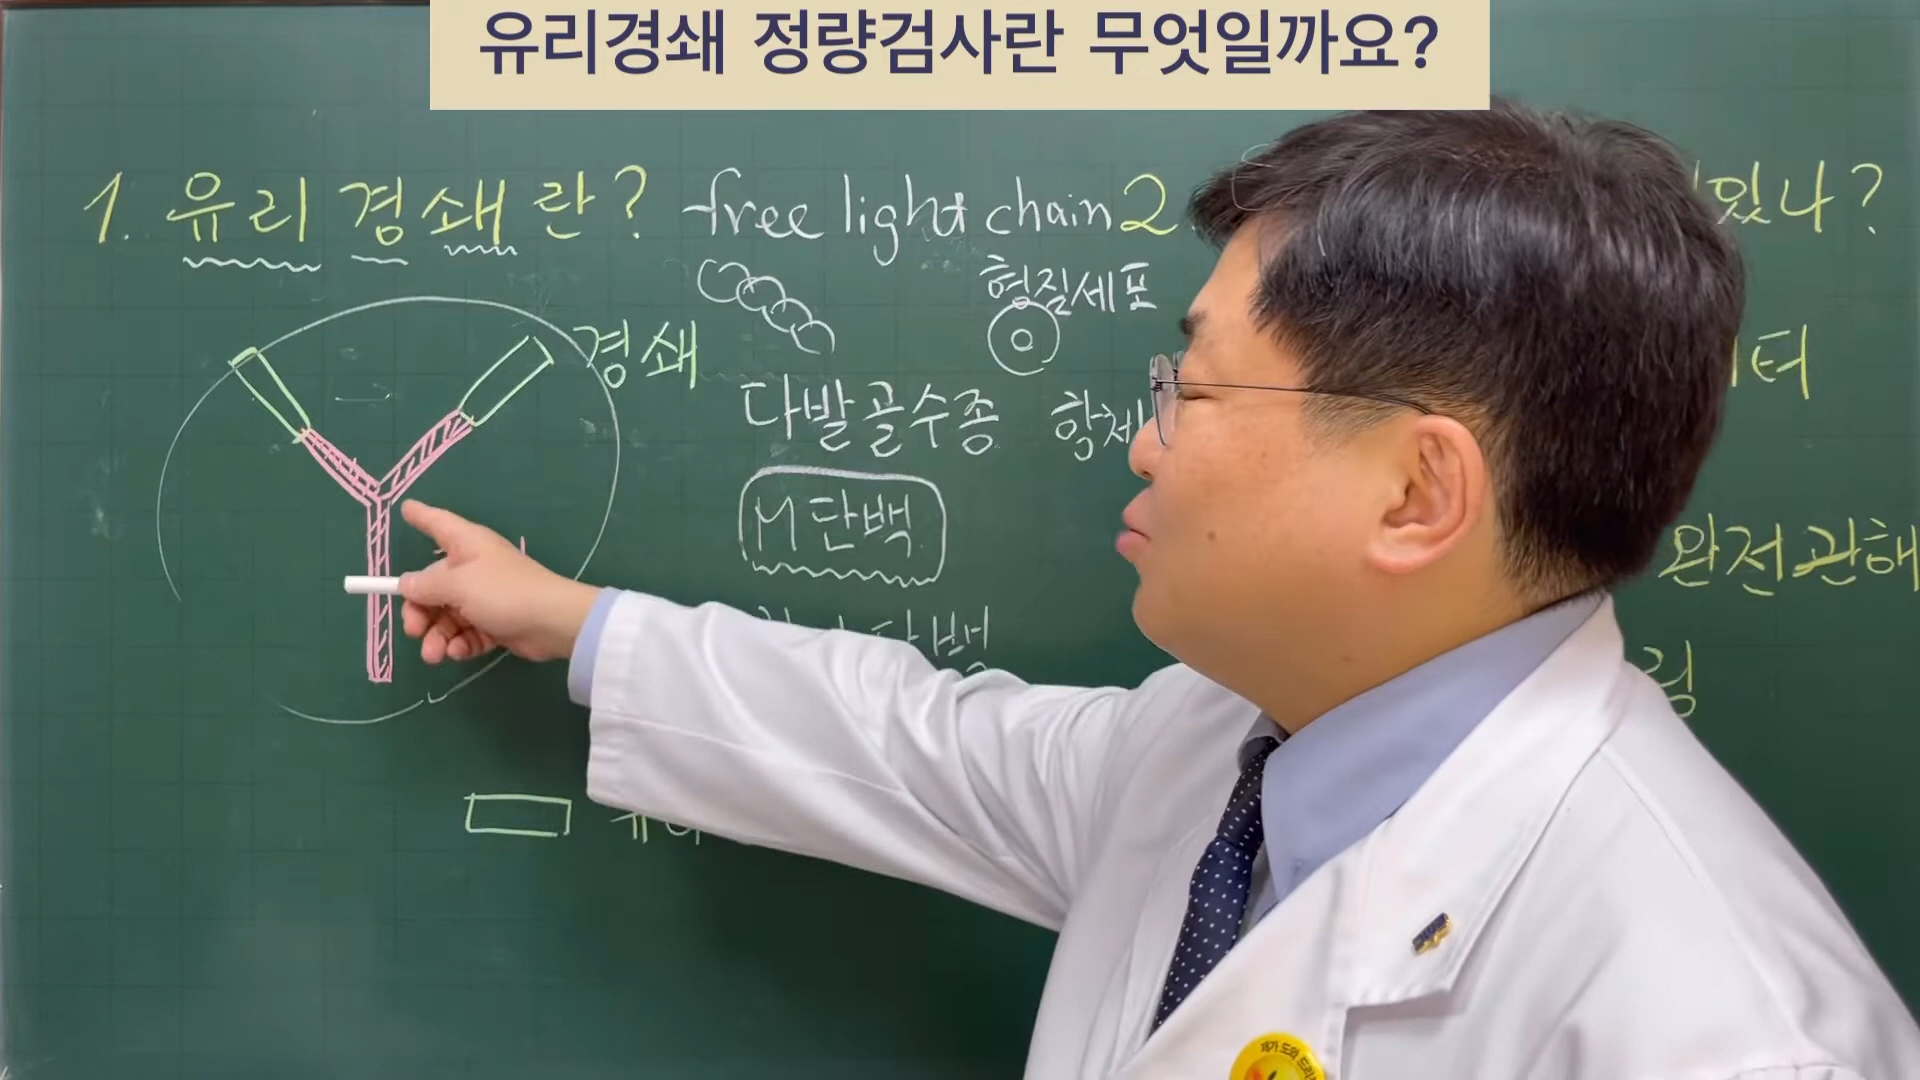 유리경쇄 정량검사란 무엇일까요?
1. 유리 경쇄란? free light chain 2.
있나?
형질세포
경쇄
다발골수종 항체
M단백
완전관해